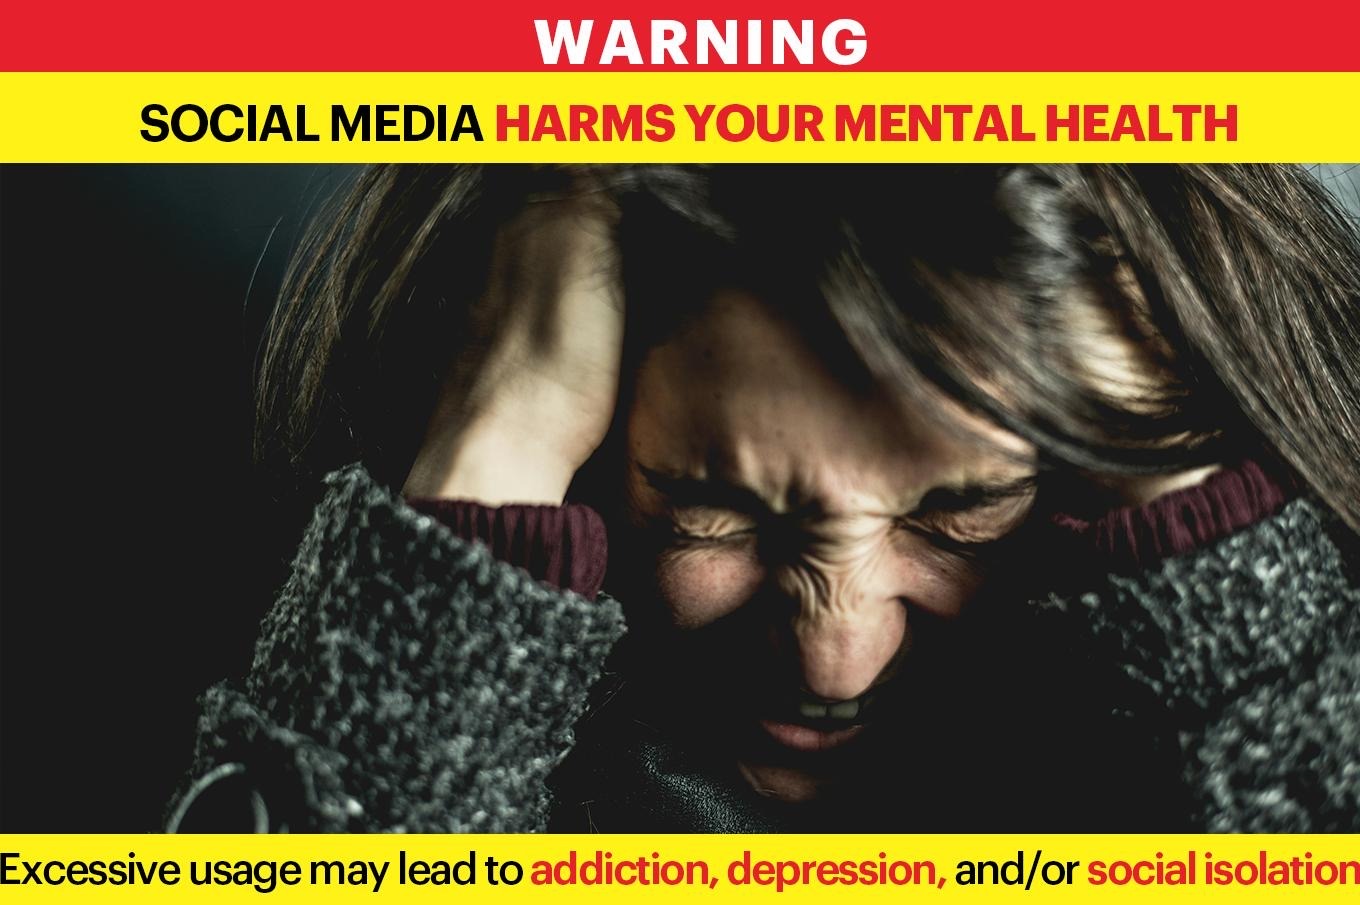 WARNING
SOCIAL MEDIA HARMS YOUR MENTAL HEALTH
Excessive usage may lead to addiction, depression, and/or social isolation